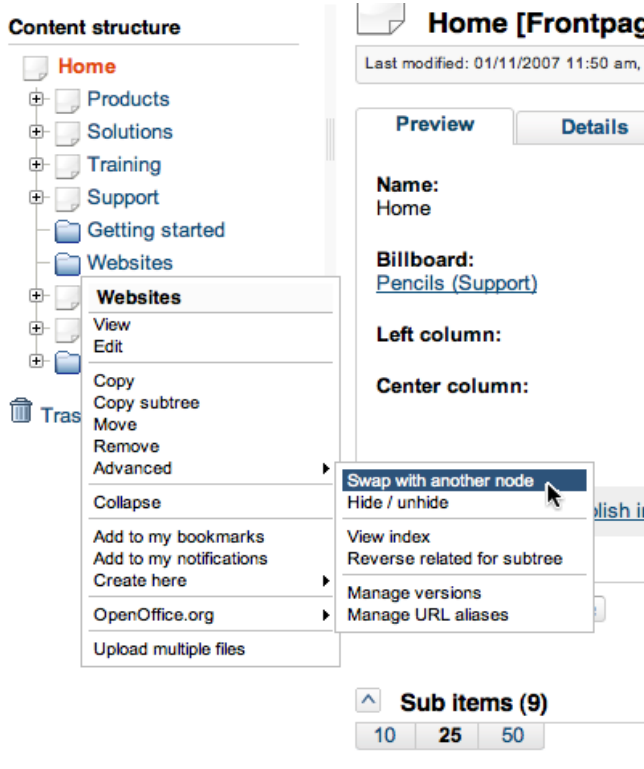 Content structure
Home
Products
Solutions
Training
Support
Getting started
Websites
Websites
View
Edit
Copy
Copy subtree
Move
Remove
Advanced
Collapse
Add to my bookmarks
Add to my notifications
Create here
OpenOffice.org
Upload multiple files
Tras
Swap with another node
Hide / unhide
View index
Reverse related for subtree
Manage versions
Manage URL aliases
Home [Frontpag
Last modified: 01/11/2007 11:50 am,
Preview Details
Name:
Home
Billboard:
Pencils (Support)
Left column:
Center column:
lish i
Sub items (9)
10 25 50